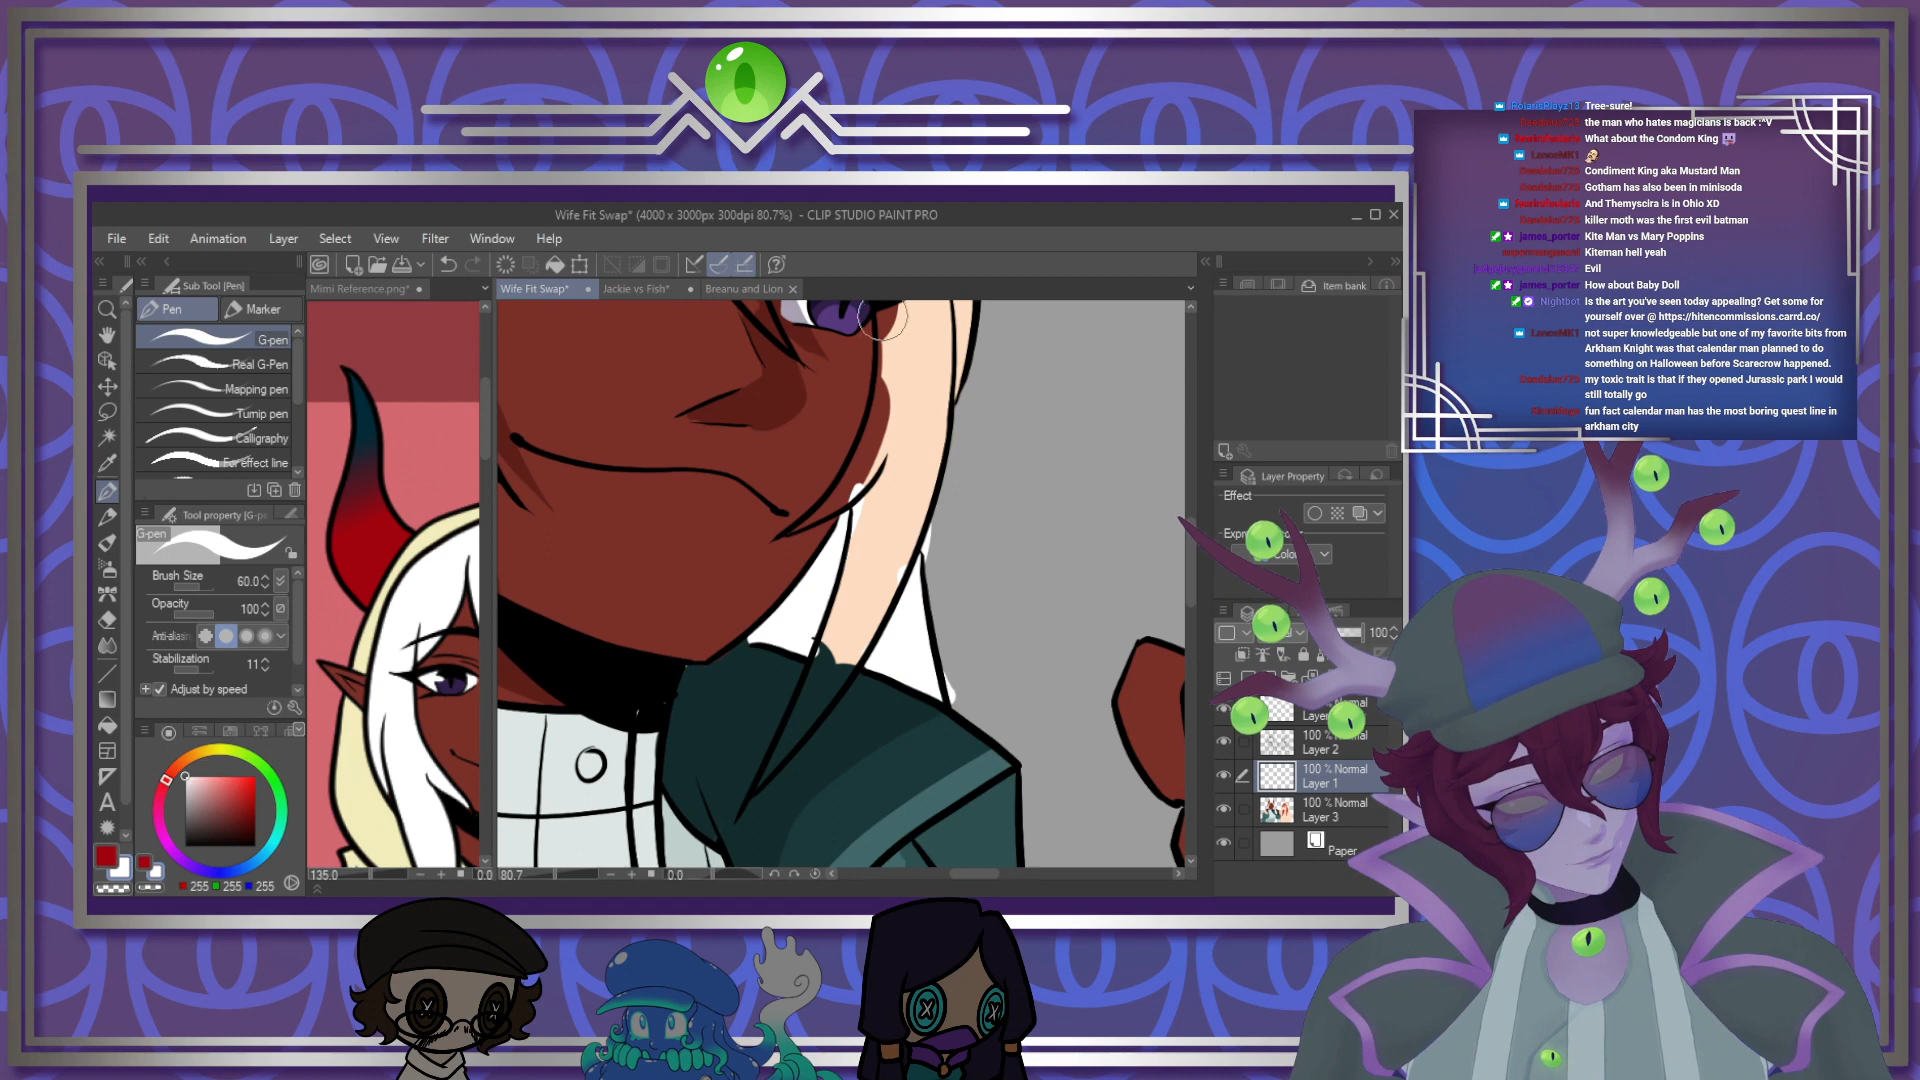 Wife Fit Swap* (4000 x 3000px 300dpi 80.7%) - CLIP STUDIO PAINT PRO
File Edit Animation Layer Select View Filter Window Help
Sub Tool [Pen]
Mimi Reference.png*
Wife Fit Swap*
Jackie vs Fish*
Breanu and Lion
Item bank
Pen
Marker
G-pen
Real G-Pen
Mapping pen
Turnip pen
Calligraphy
For effect line
Tool property [G-pe
G-pen
Brush Size 60.0
Opacity 100
Anti-aliasin
Stabilization 11
Adjust by speed
255 255 255
135.0
0.0
80.7
0.0
Layer Property
Effect
100
100 % Normal
Layer 2
100 % Normal
Layer 1
100 % Normal
Layer 3
Paper
PolarisPlayz13 Tree-sure!
the man who hates magicians is back :^V
What about the Condom King
LanceMK1
Condiment King aka Mustard Man
Gotham has also been in minisoda
And Themyscira is in Ohio XD
killer moth was the first evil batman
james_porter Kite Man vs Mary Poppins
Kiteman hell yeah
Evil
james_porter How about Baby Doll
Nightbot Is the art you've seen today appealing? Get some for
yourself over @ https://hitencommissions.carrd.co/
LanceMK1 not super knowledgeable but one of my favorite bits from
Arkham Knight was that calendar man planned to do
something on Halloween before Scarecrow happened.
my toxic trait is that if they opened Jurassic park I would
still totally go
fun fact calendar man has the most boring quest line in
arkham city